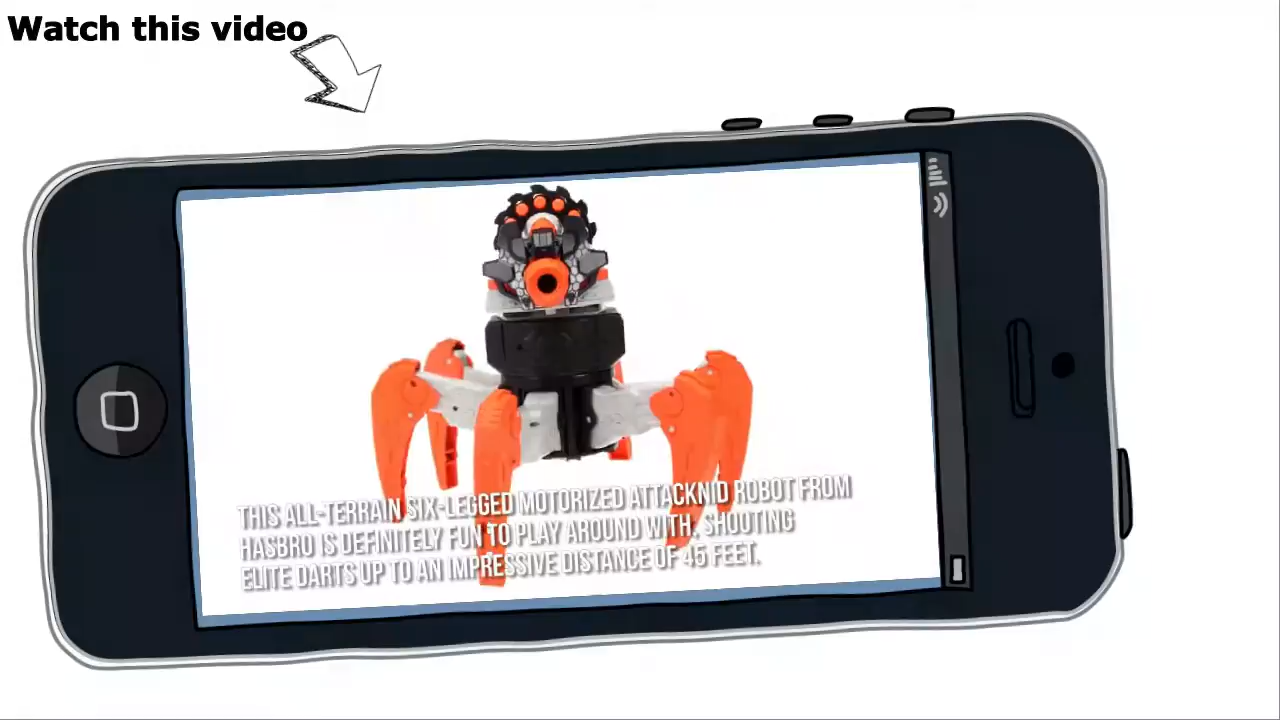 Watch this video
THIS ALL-TERRAIN SIX-LEGGED MOTORIZED ATTACKNID ROBOT FROM
HASBRO IS DEFINITELY FUN TO PLAY AROUND WITH, SHOOTING
ELITE DARTS UP TO AN IMPRESSIVE DISTANCE OF 45 FEET.